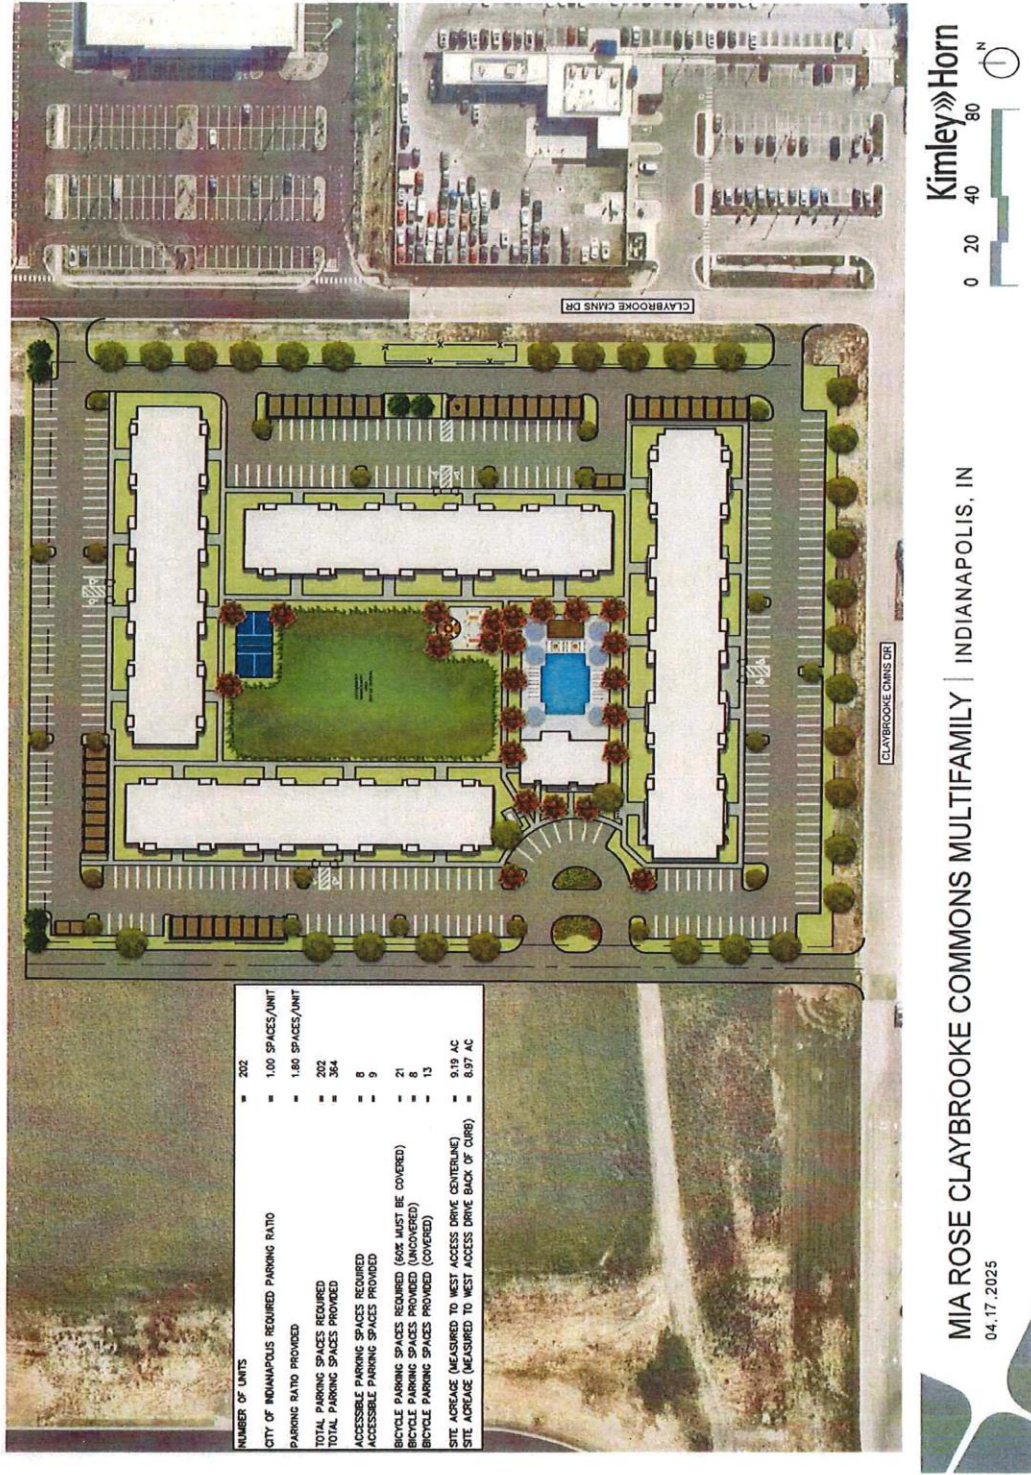 NUMBER OF UNITS = 202
CITY OF INDIANAPOLIS REQUIRED PARKING RATIO = 1.00 SPACES/UNIT
PARKING RATIO PROVIDED = 1.80 SPACES/UNIT
TOTAL PARKING SPACES REQUIRED = 202
TOTAL PARKING SPACES PROVIDED = 364
ACCESSIBLE PARKING SPACES REQUIRED = 8
ACCESSIBLE PARKING SPACES PROVIDED = 9
BICYCLE PARKING SPACES REQUIRED (60% MUST BE COVERED) = 21
BICYCLE PARKING SPACES PROVIDED (UNCOVERED) = 8
BICYCLE PARKING SPACES PROVIDED (COVERED) = 13
SITE ACREAGE (MEASURED TO WEST ACCESS DRIVE CENTERLINE) = 9.19 AC
SITE ACREAGE (MEASURED TO WEST ACCESS DRIVE BACK OF CURB) = 8.97 AC
CLAYBROOKE CMNS DR
CLAYBROOKE CMNS DR
MIA ROSE CLAYBROOKE COMMONS MULTIFAMILY | INDIANAPOLIS, IN
04.17.2025
Kimley»Horn
0 20 40 80
N